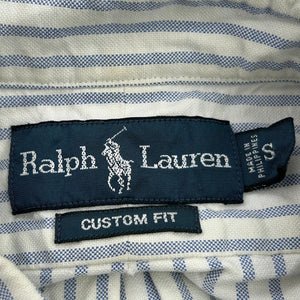 Ralph Lauren
S
MADE IN
PHILIPPINES
CUSTOM FIT